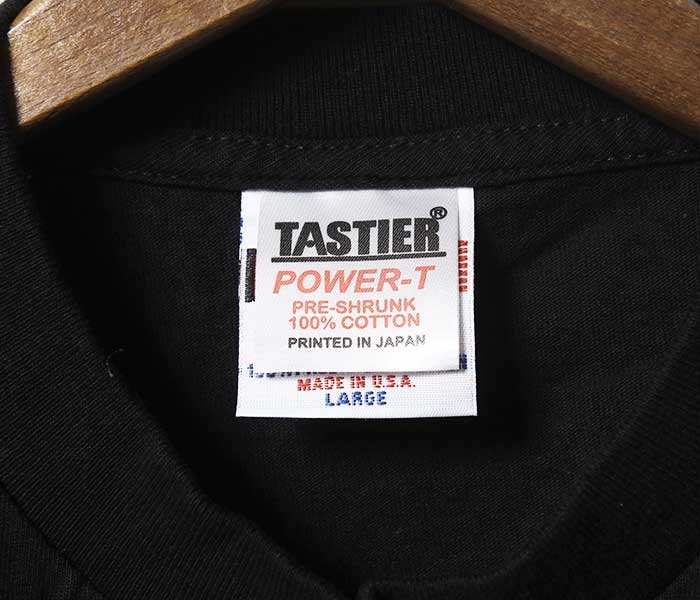 TASTIER®
POWER-T
PRE-SHRUNK
100% COTTON
PRINTED IN JAPAN
MADE IN U.S.A.
LARGE